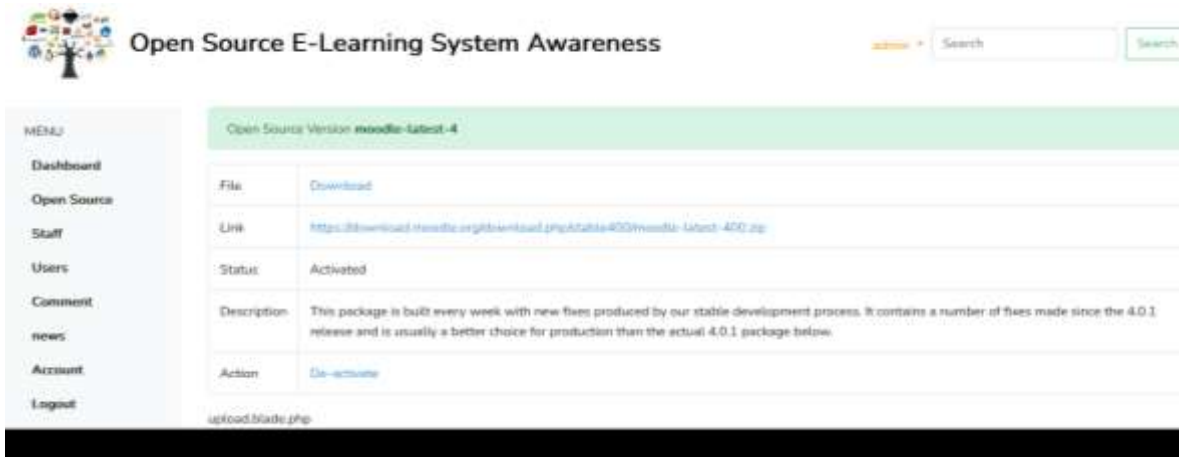 Open Source E-Learning System Awareness
admin
Search
Search
MENU
Dashboard
Open Source
Staff
Users
Comment
news
Account
Logout
Open Source Version moodle-latest-4
File
Download
Link
https://download.moodle.org/download.php/stable400/moodle-latest-400.zip
Status
Activated
Description
This package is built every week with new fixes produced by our stable development process. It contains a number of fixes made since the 4.0.1
release and is usually a better choice for production than the actual 4.0.1 package below.
Action
De-activate
upload.blade.php